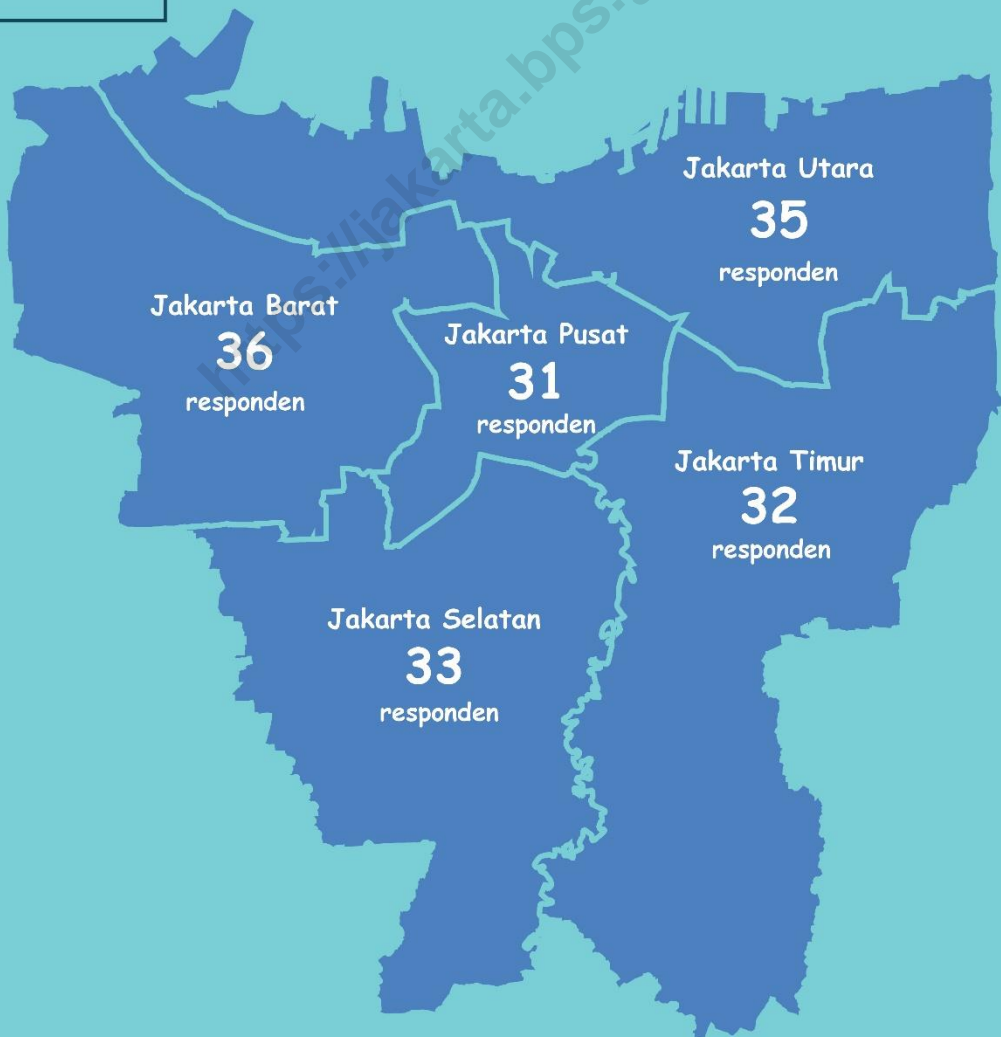 Jakarta Utara
35
responden
Jakarta Barat
36
responden
Jakarta Pusat
31
responden
Jakarta Timur
32
responden
Jakarta Selatan
33
responden
https://jakarta.bps.